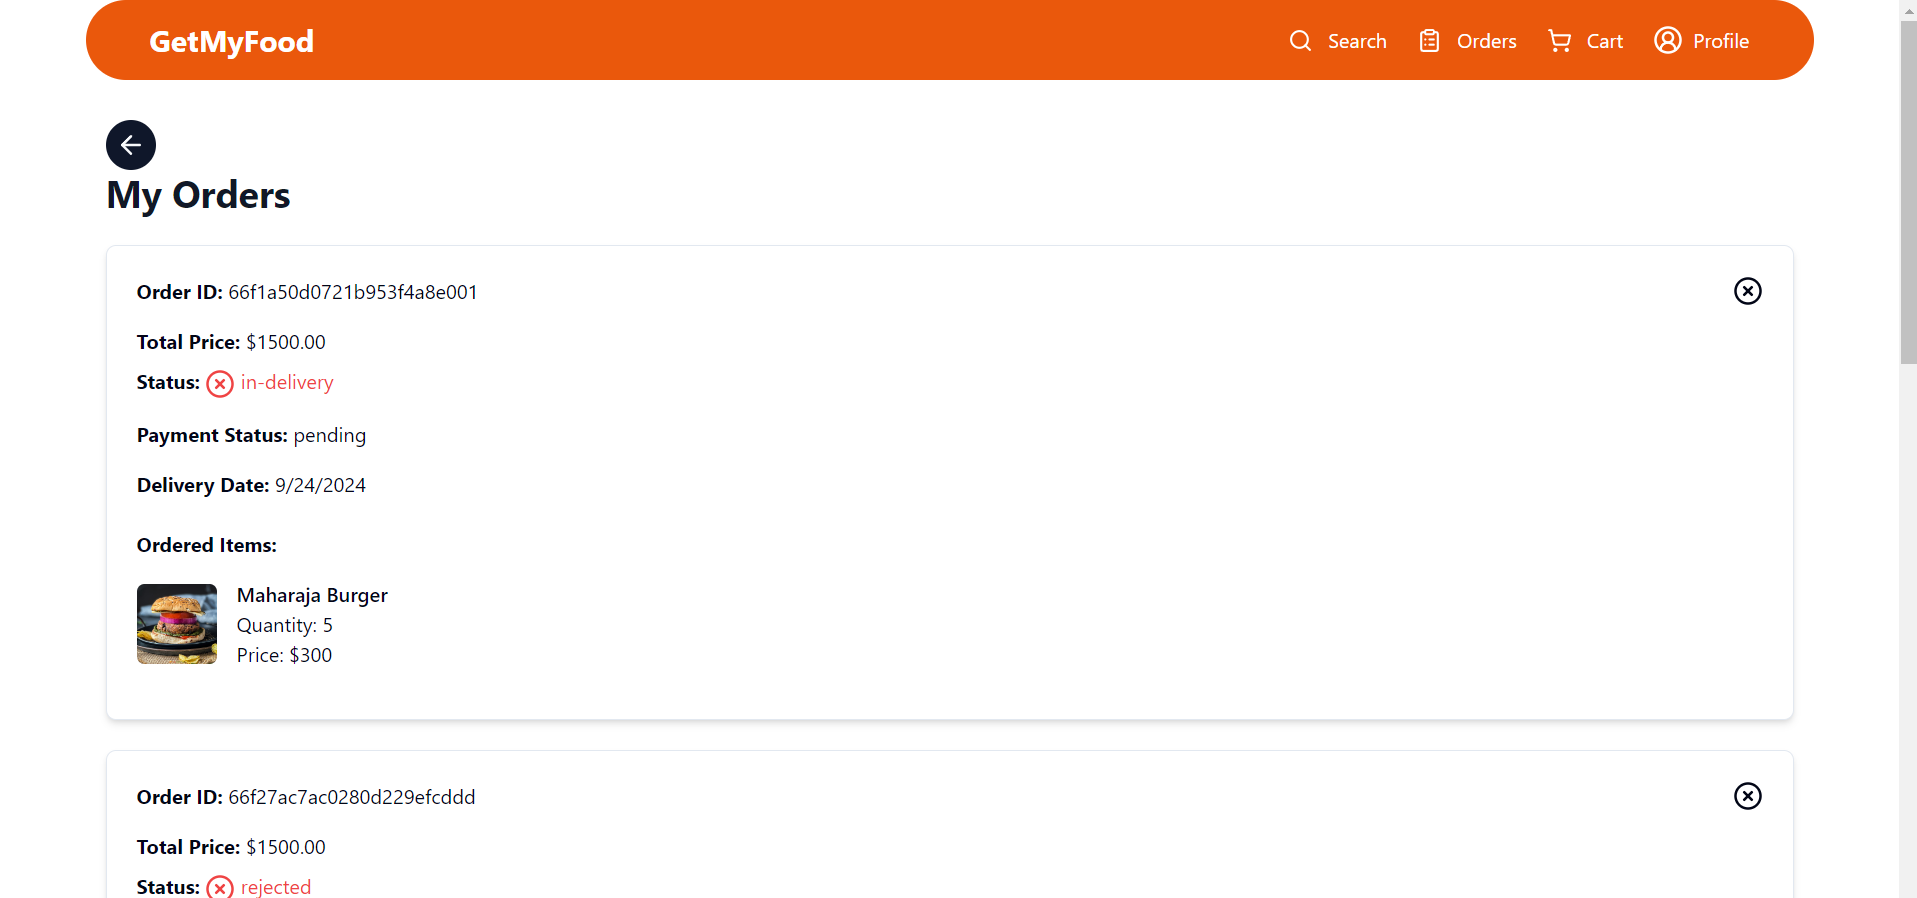 GetMyFood
Search
Orders
Cart
Profile
My Orders
Order ID: 66f1a50d0721b953f4a8e001
Total Price: $1500.00
Status: in-delivery
Payment Status: pending
Delivery Date: 9/24/2024
Ordered Items:
Maharaja Burger
Quantity: 5
Price: $300
Order ID: 66f27ac7ac0280d229efcddd
Total Price: $1500.00
Status: rejected